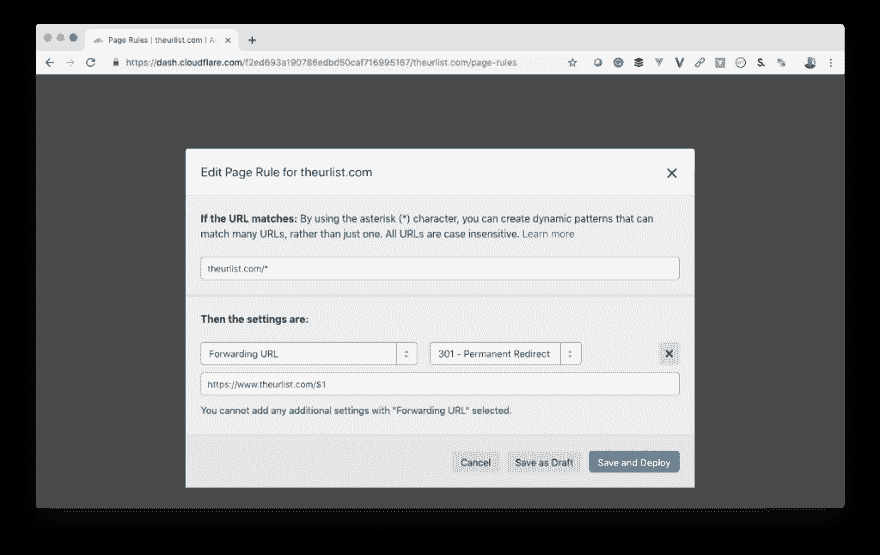 Page Rules | theurlist.com | Ac
https://dash.cloudflare.com/f2ed693a190786edbd50caf716995167/theurlist.com/page-rules
Edit Page Rule for theurlist.com
If the URL matches: By using the asterisk (*) character, you can create dynamic patterns that can
match many URLs, rather than just one. All URLs are case insensitive. Learn more
theurlist.com/*
Then the settings are:
Forwarding URL
301 - Permanent Redirect
https://www.theurlist.com/$1
You cannot add any additional settings with "Forwarding URL" selected.
Cancel
Save as Draft
Save and Deploy